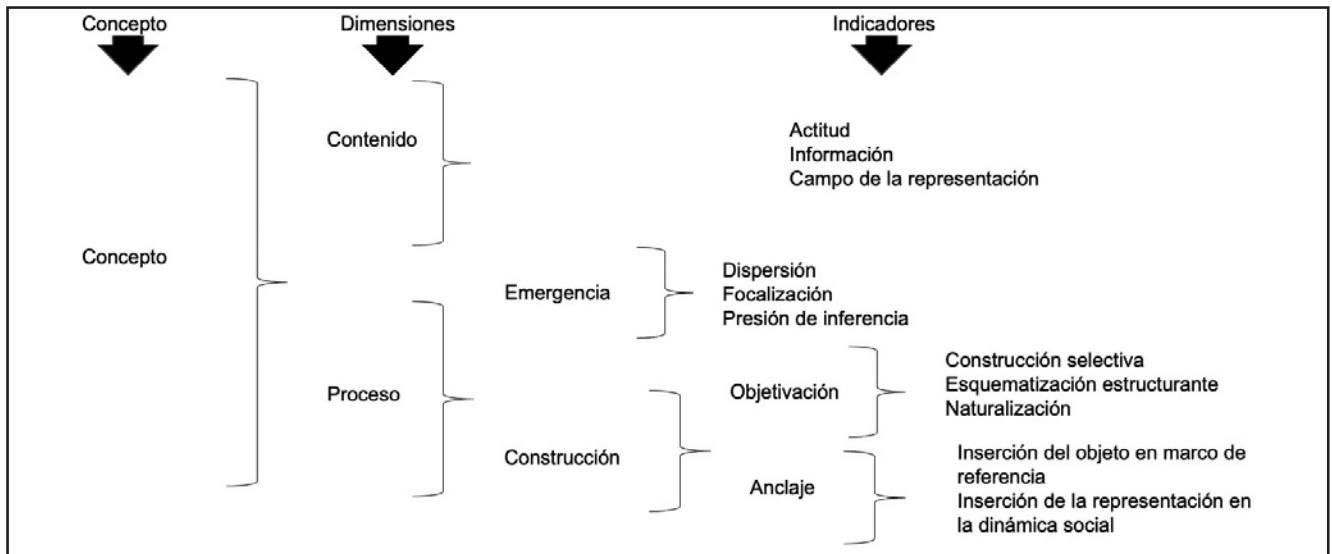 Concepto
Dimensiones
Indicadores
Contenido
Actitud
Información
Campo de la representación
Concepto
Emergencia
Dispersión
Focalización
Presión de inferencia
Proceso
Construcción
Objetivación
Construcción selectiva
Esquematización estructurante
Naturalización
Anclaje
Inserción del objeto en marco de
referencia
Inserción de la representación en
la dinámica social